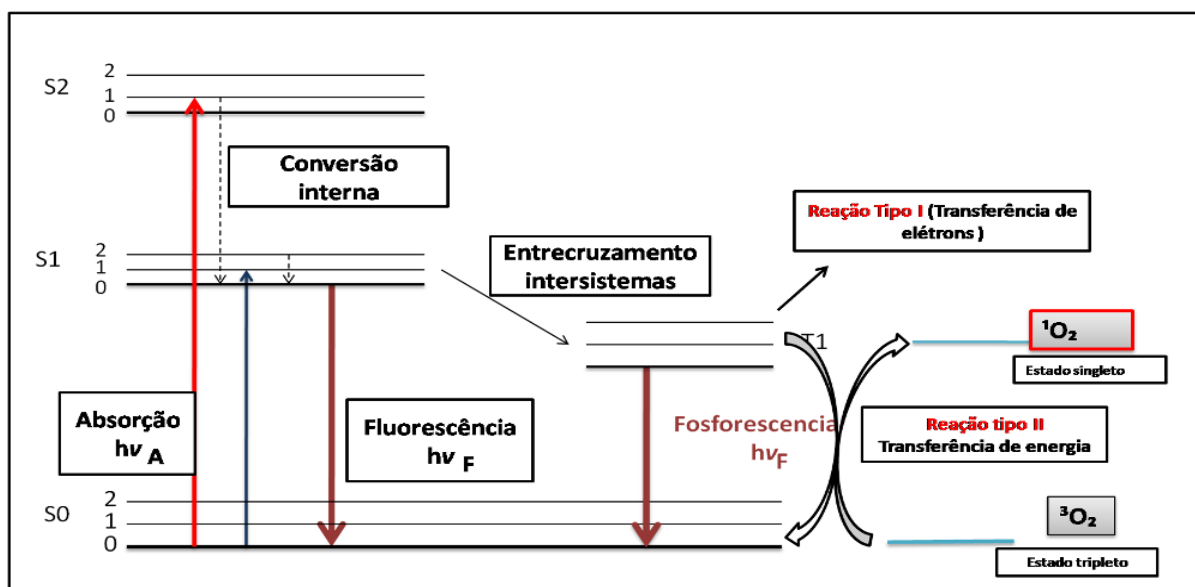 S2
2
1
0
Conversão
interna
S1
2
1
0
Entrecruzamento
intersistemas
Reação Tipo I (Transferência de
elétrons )
T1
¹O₂
Estado singleto
Absorção
hν A
Fluorescência
hν F
Fosforescencia
hνF
Reação tipo II
Transferência de energia
S0
2
1
0
³O₂
Estado tripleto